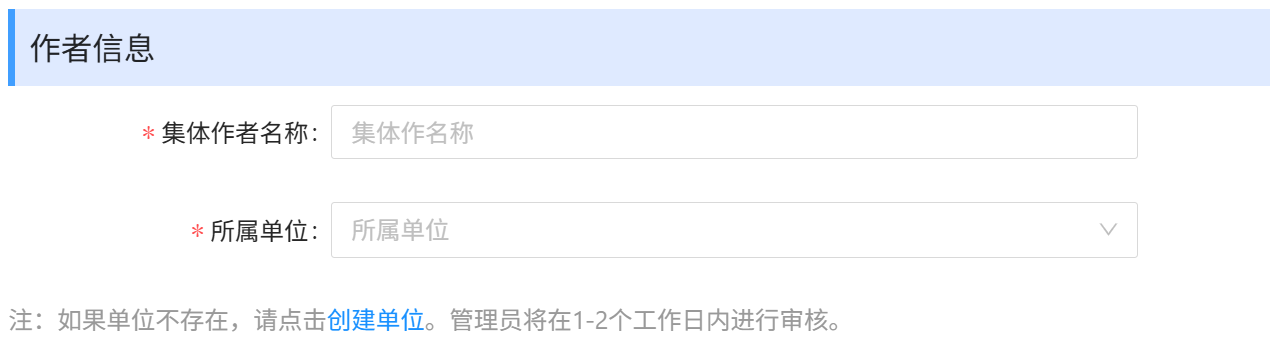 作者信息
* 集体作者名称: 集体作名称
* 所属单位: 所属单位
注：如果单位不存在，请点击创建单位。管理员将在1-2个工作日内进行审核。